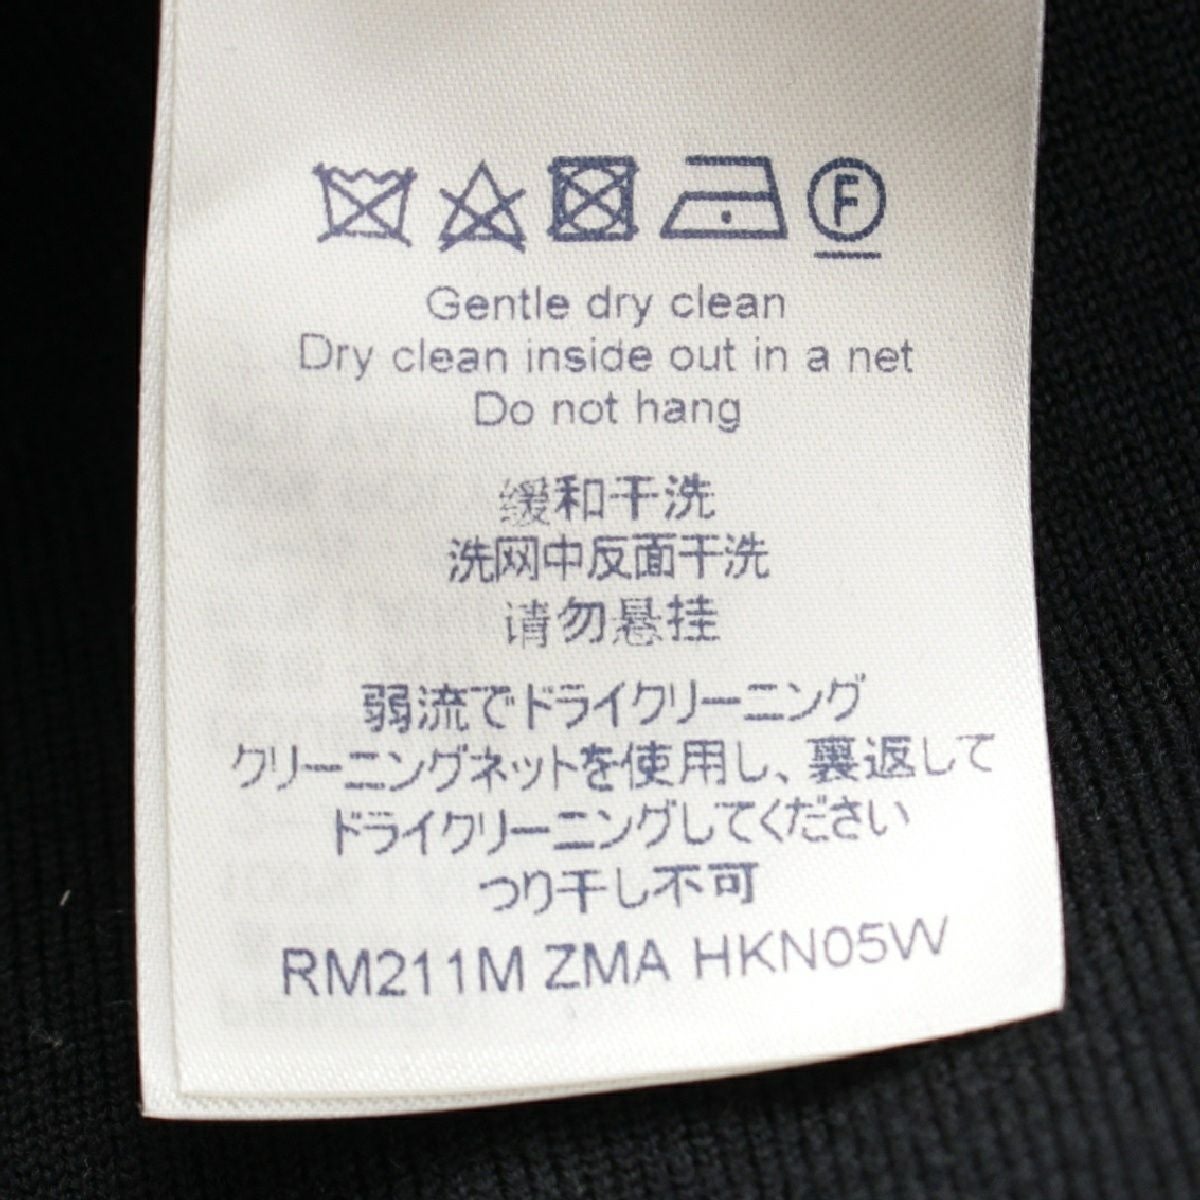 F
Gentle dry clean
Dry clean inside out in a net
Do not hang
缓和干洗
洗网中反面干洗
请勿悬挂
弱流でドライクリーニング
クリーニングネットを使用し、裏返して
ドライクリーニングしてください
つり干し不可
RM211M ZMA HKN05W